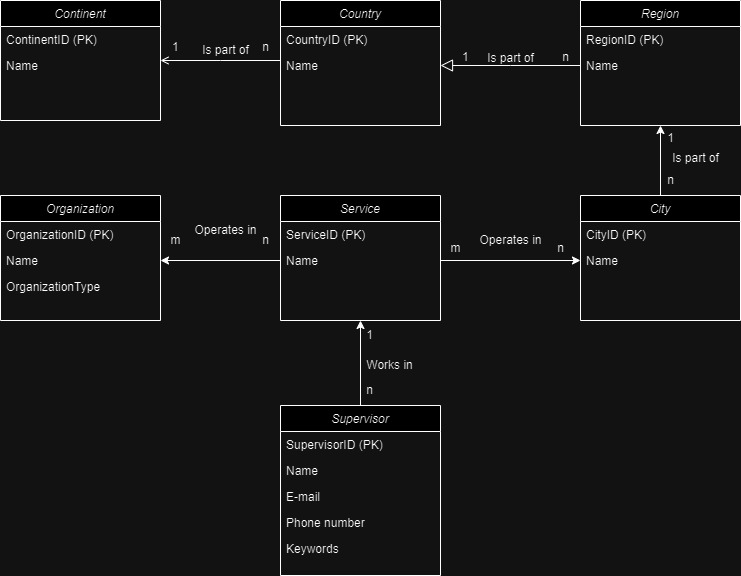 Continent
ContinentID (PK)
Name
1
Is part of
n
Country
CountryID (PK)
Name
1
Is part of
n
Region
RegionID (PK)
Name
1
Is part of
n
Organization
OrganizationID (PK)
Name
OrganizationType
m
Operates in
n
Service
ServiceID (PK)
Name
m
Operates in
n
City
CityID (PK)
Name
1
Works in
n
Supervisor
SupervisorID (PK)
Name
E-mail
Phone number
Keywords